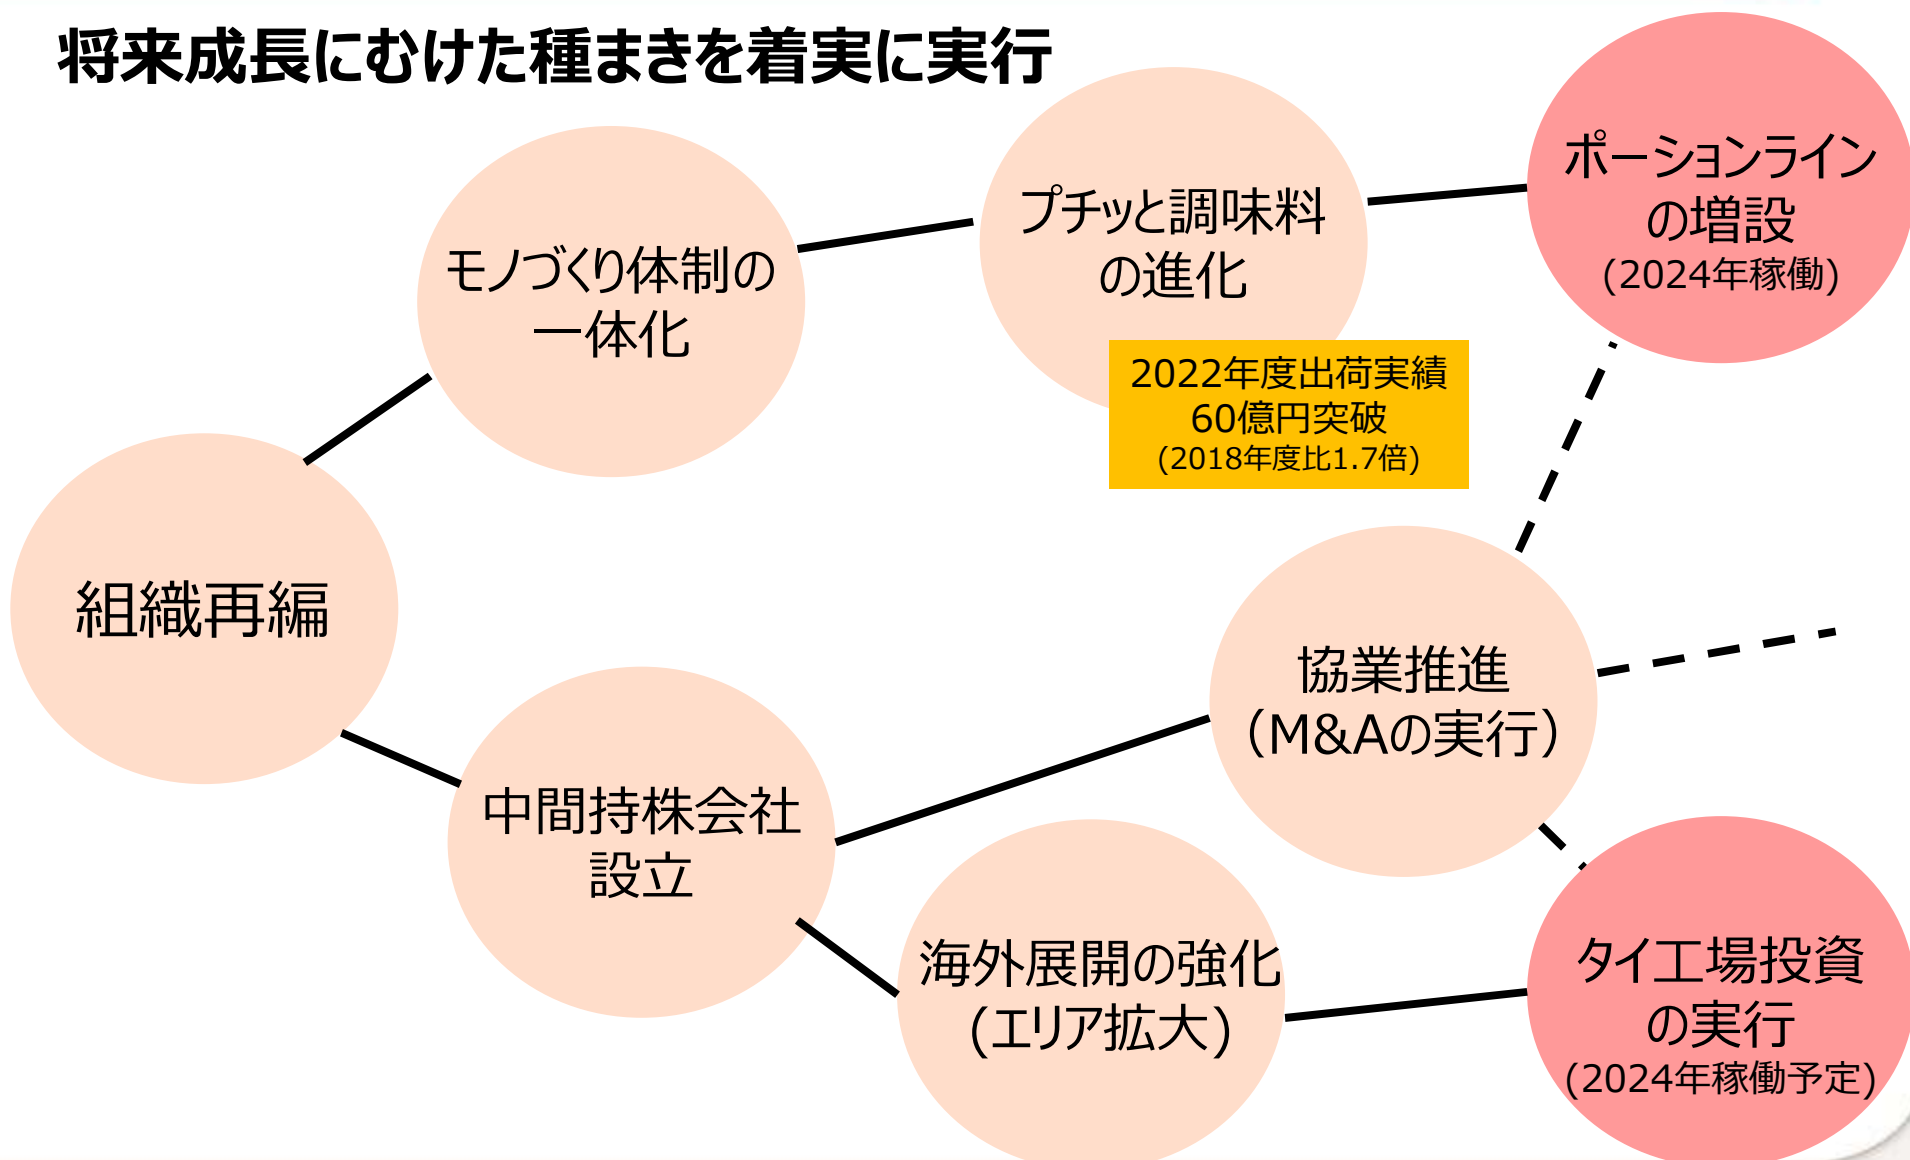 将来成長にむけた種まきを着実に実行
ポーションライン
の増設
(2024年稼働)
プチッと調味料
の進化
モノづくり体制の
一体化
2022年度出荷実績
60億円突破
(2018年度比1.7倍)
組織再編
協業推進
（M&Aの実行）
中間持株会社
設立
海外展開の強化
(エリア拡大)
タイ工場投資
の実行
(2024年稼働予定)